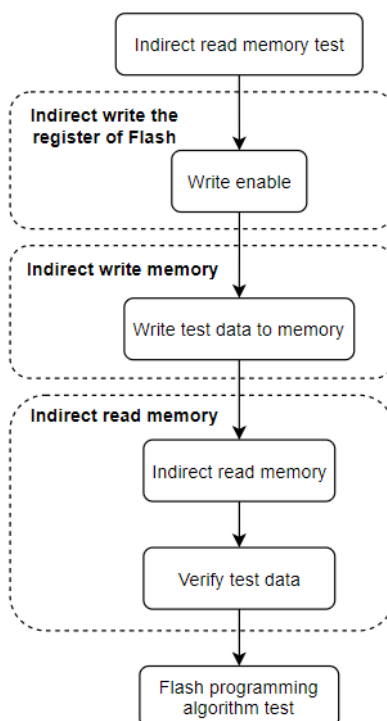 Indirect read memory test
Indirect write the
register of Flash
Write enable
Indirect write memory
Write test data to memory
Indirect read memory
Indirect read memory
Verify test data
Flash programming
algorithm test